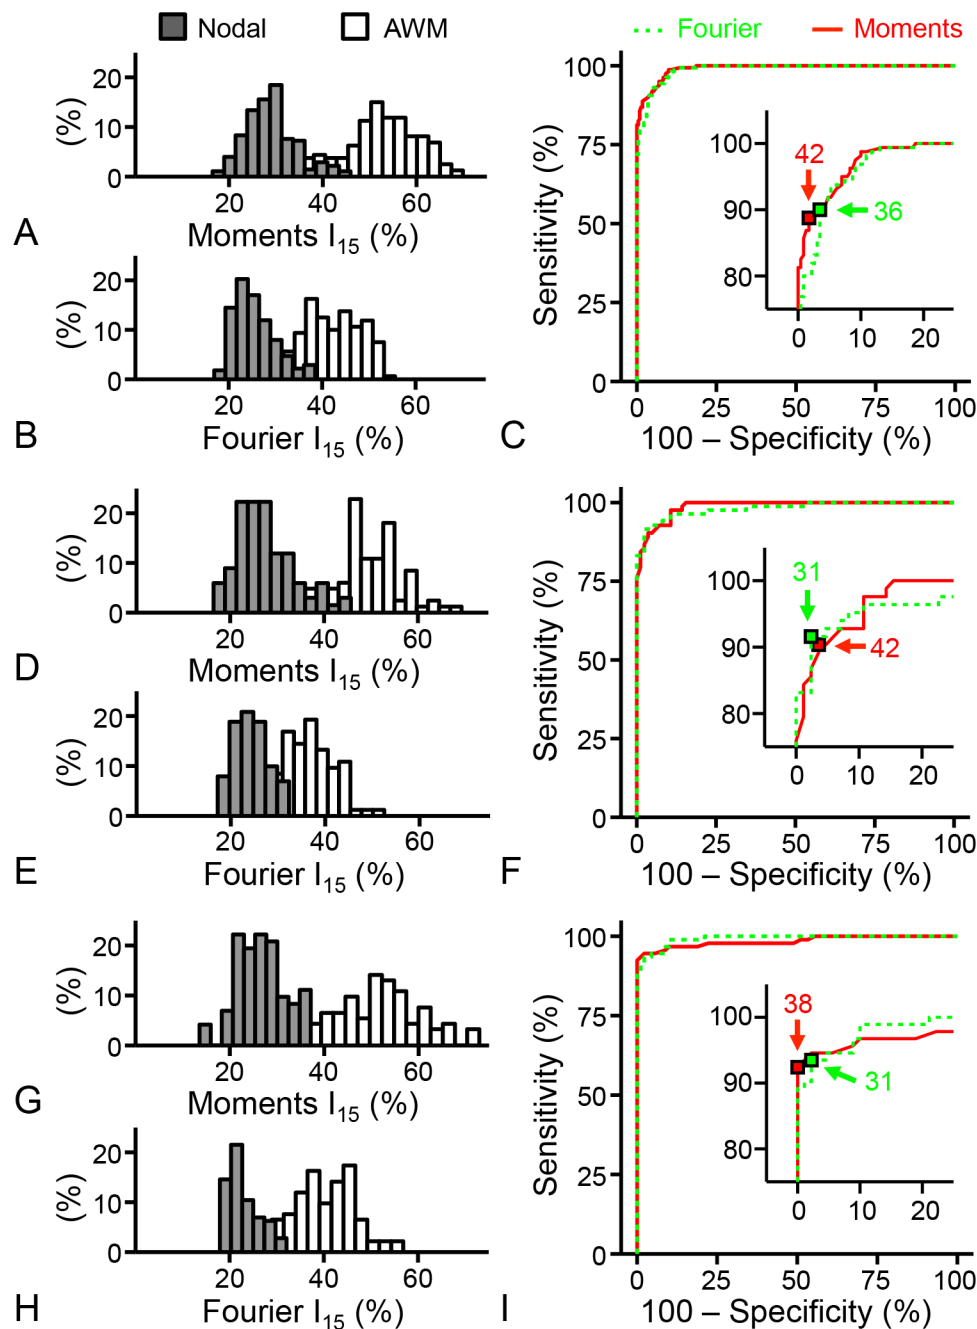 Nodal AWM
Fourier Moments
(%)
20
10
0
20 40 60
A
Moments I15 (%)
(%)
20
10
0
20 40 60
B
Fourier I15 (%)
Sensitivity (%)
100
75
50
25
0
0 25 50 75 100
C
100 – Specificity (%)
100
90
80
0 10 20
42
36
(%)
20
10
0
20 40 60
D
Moments I15 (%)
(%)
20
10
0
20 40 60
E
Fourier I15 (%)
Sensitivity (%)
100
75
50
25
0
0 25 50 75 100
F
100 – Specificity (%)
31
100
90
80
0 10 20
42
(%)
20
10
0
20 40 60
G
Moments I15 (%)
(%)
20
10
0
20 40 60
H
Fourier I15 (%)
Sensitivity (%)
100
75
50
25
0
0 25 50 75 100
I
100 – Specificity (%)
38
100
90
80
0 10 20
31